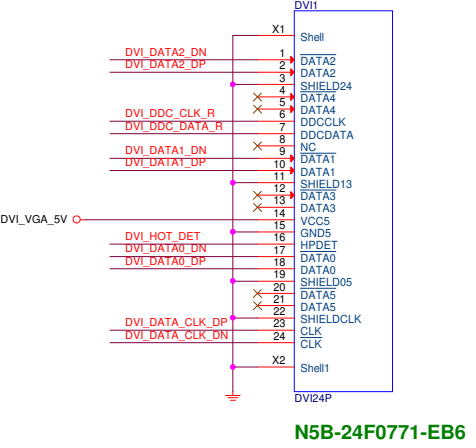 DVI1
X1 Shell
DVI_DATA2_DN 1 DATA2
DVI_DATA2_DP 2 DATA2
3 SHIELD24
4 DATA4
5 DATA4
DVI_DDC_CLK_R 6 DDCCLK
DVI_DDC_DATA_R 7 DDCDATA
8 NC
DVI_DATA1_DN 9 DATA1
DVI_DATA1_DP 10 DATA1
11 SHIELD13
12 DATA3
13 DATA3
DVI_VGA_5V 14 VCC5
15 GND5
DVI_HOT_DET 16 HPDET
DVI_DATA0_DN 17 DATA0
DVI_DATA0_DP 18 DATA0
19 SHIELD05
20 DATA5
21 DATA5
22 SHIELDCLK
DVI_DATA_CLK_DP 23 CLK
DVI_DATA_CLK_DN 24 CLK
X2 Shell1
DVI24P
N5B-24F0771-EB6